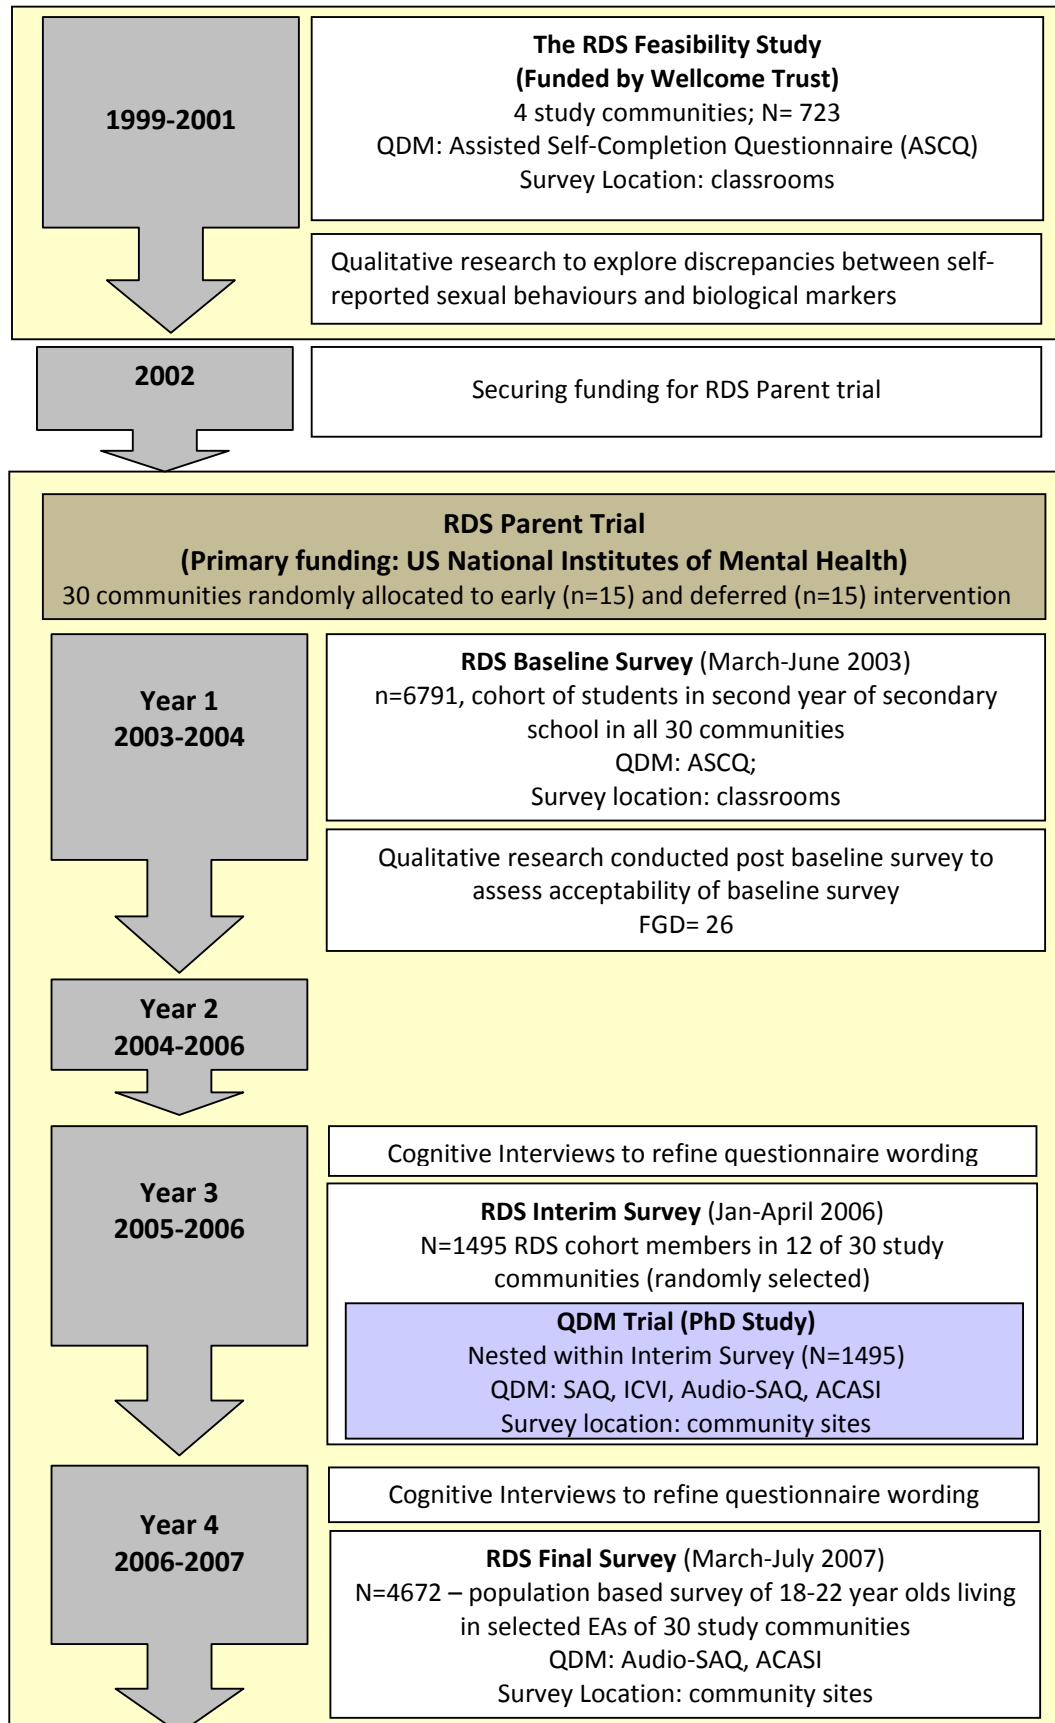 1999-2001
The RDS Feasibility Study
(Funded by Wellcome Trust)
4 study communities; N= 723
QDM: Assisted Self-Completion Questionnaire (ASCQ)
Survey Location: classrooms
Qualitative research to explore discrepancies between self-
reported sexual behaviours and biological markers
2002
Securing funding for RDS Parent trial
RDS Parent Trial
(Primary funding: US National Institutes of Mental Health)
30 communities randomly allocated to early (n=15) and deferred (n=15) intervention
Year 1
2003-2004
RDS Baseline Survey (March-June 2003)
n=6791, cohort of students in second year of secondary
school in all 30 communities
QDM: ASCQ;
Survey location: classrooms
Qualitative research conducted post baseline survey to
assess acceptability of baseline survey
FGD= 26
Year 2
2004-2006
Year 3
2005-2006
Cognitive Interviews to refine questionnaire wording
RDS Interim Survey (Jan-April 2006)
N=1495 RDS cohort members in 12 of 30 study
communities (randomly selected)
QDM Trial (PhD Study)
Nested within Interim Survey (N=1495)
QDM: SAQ, ICVI, Audio-SAQ, ACASI
Survey location: community sites
Year 4
2006-2007
Cognitive Interviews to refine questionnaire wording
RDS Final Survey (March-July 2007)
N=4672 – population based survey of 18-22 year olds living
in selected EAs of 30 study communities
QDM: Audio-SAQ, ACASI
Survey Location: community sites